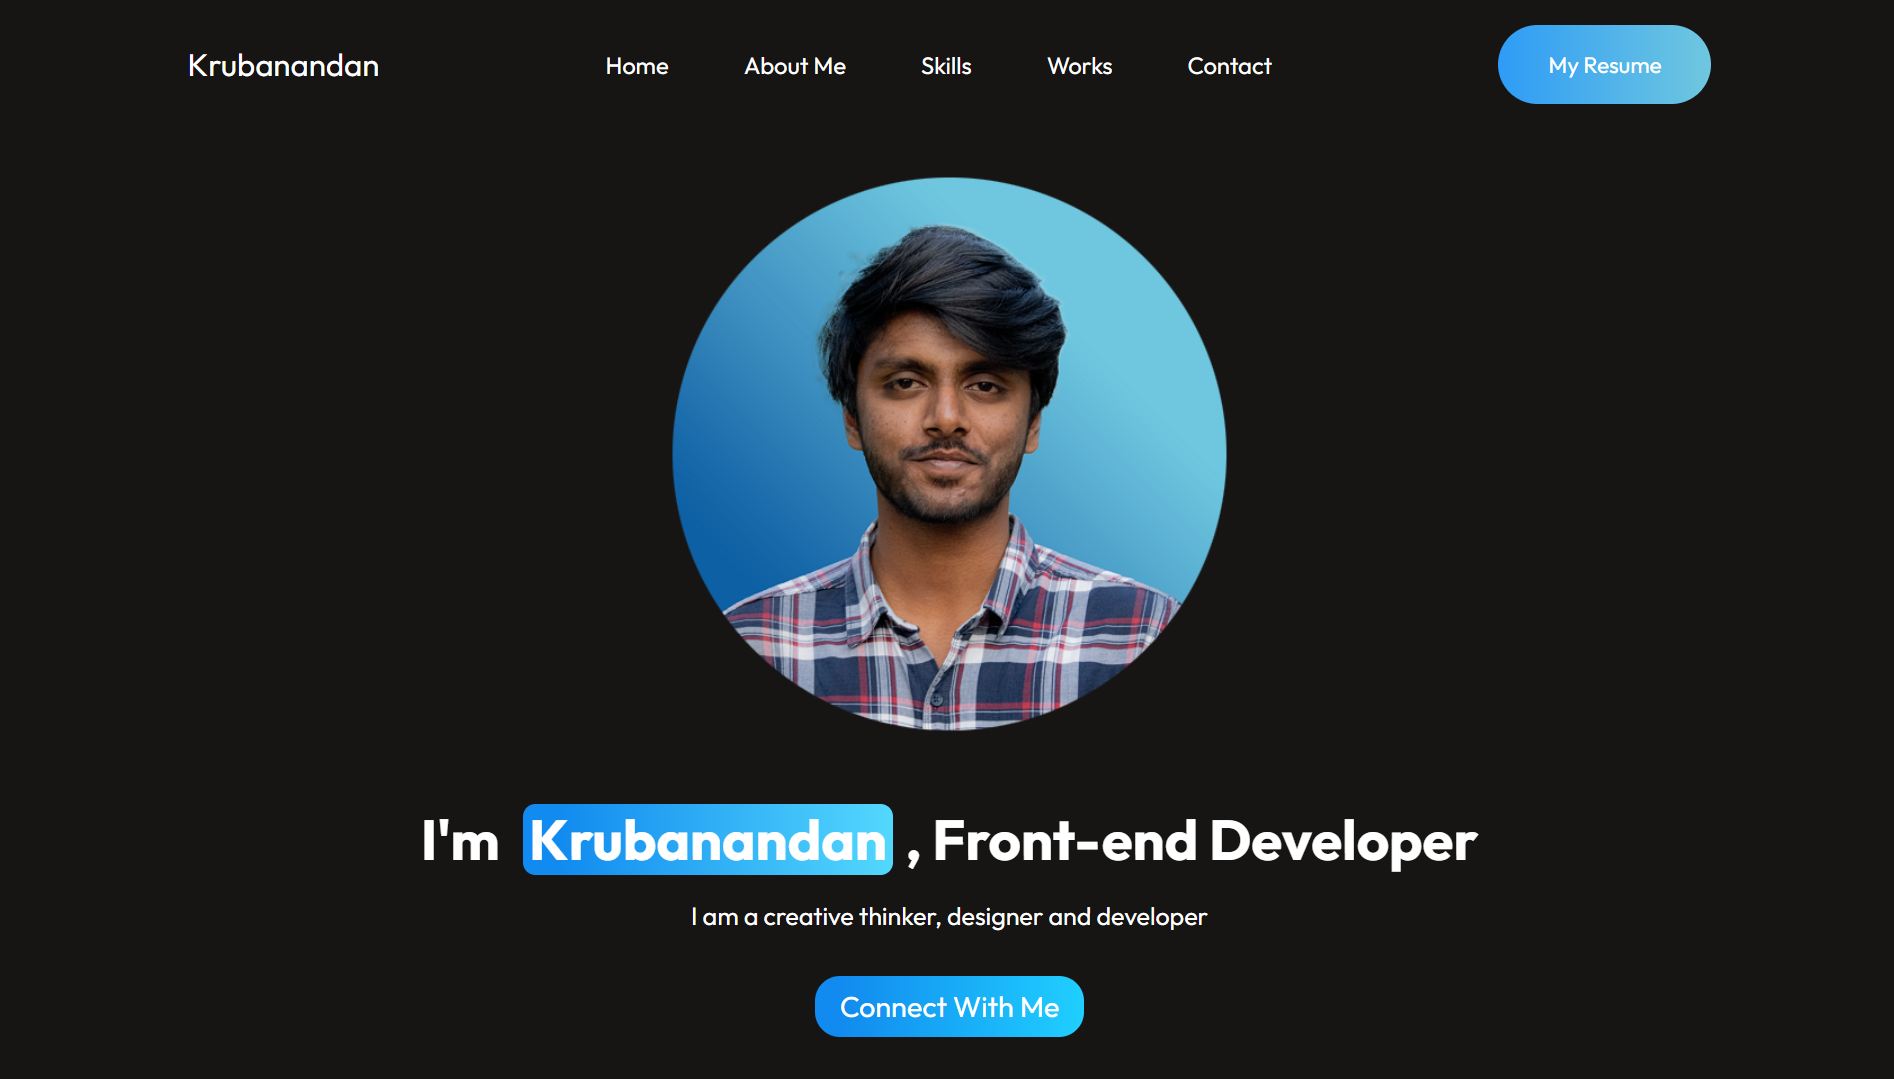 Krubanandan
Home About Me Skills Works Contact
My Resume
I'm Krubanandan , Front-end Developer
I am a creative thinker, designer and developer
Connect With Me